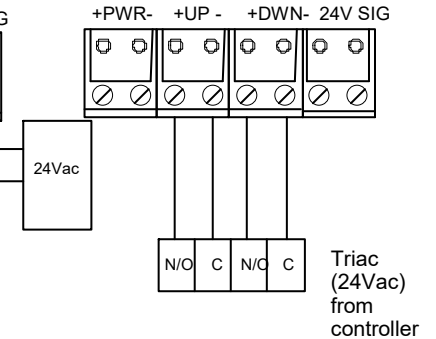 G
+PWR- +UP - +DWN- 24V SIG
24Vac
N/O C N/O C
Triac
(24Vac)
from
controller